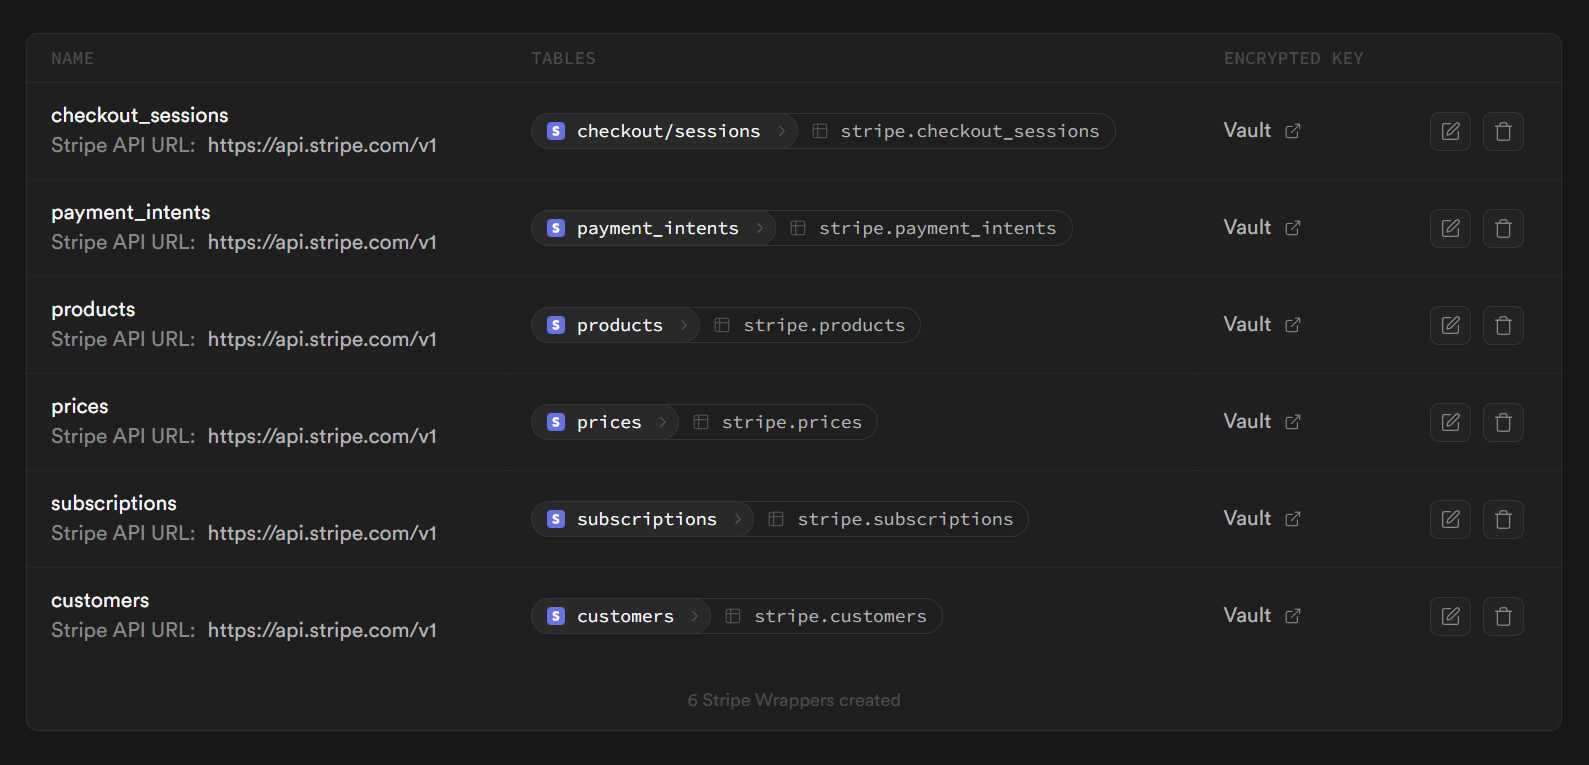 NAME TABLES ENCRYPTED KEY
checkout_sessions
Stripe API URL: https://api.stripe.com/v1
S checkout/sessions > stripe.checkout_sessions Vault
payment_intents
Stripe API URL: https://api.stripe.com/v1
S payment_intents > stripe.payment_intents Vault
products
Stripe API URL: https://api.stripe.com/v1
S products > stripe.products Vault
prices
Stripe API URL: https://api.stripe.com/v1
S prices > stripe.prices Vault
subscriptions
Stripe API URL: https://api.stripe.com/v1
S subscriptions > stripe.subscriptions Vault
customers
Stripe API URL: https://api.stripe.com/v1
S customers > stripe.customers Vault
6 Stripe Wrappers created